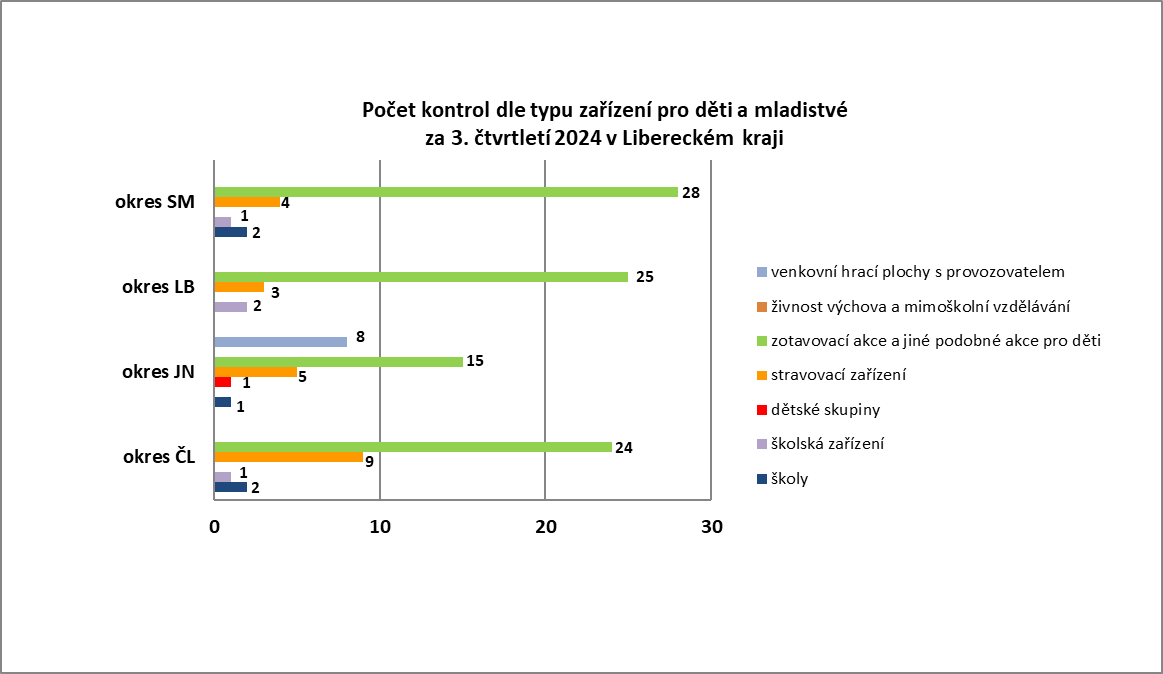 Počet kontrol dle typu zařízení pro děti a mladistvé
za 3. čtvrtletí 2024 v Libereckém kraji
okres SM
28
4
1
2
okres LB
25
3
2
okres JN
8
15
5
1
1
okres ČL
24
9
1
2
0
10
20
30
venkovní hrací plochy s provozovatelem
živnost výchova a mimoškolní vzdělávání
zotavovací akce a jiné podobné akce pro děti
stravovací zařízení
dětské skupiny
školská zařízení
školy